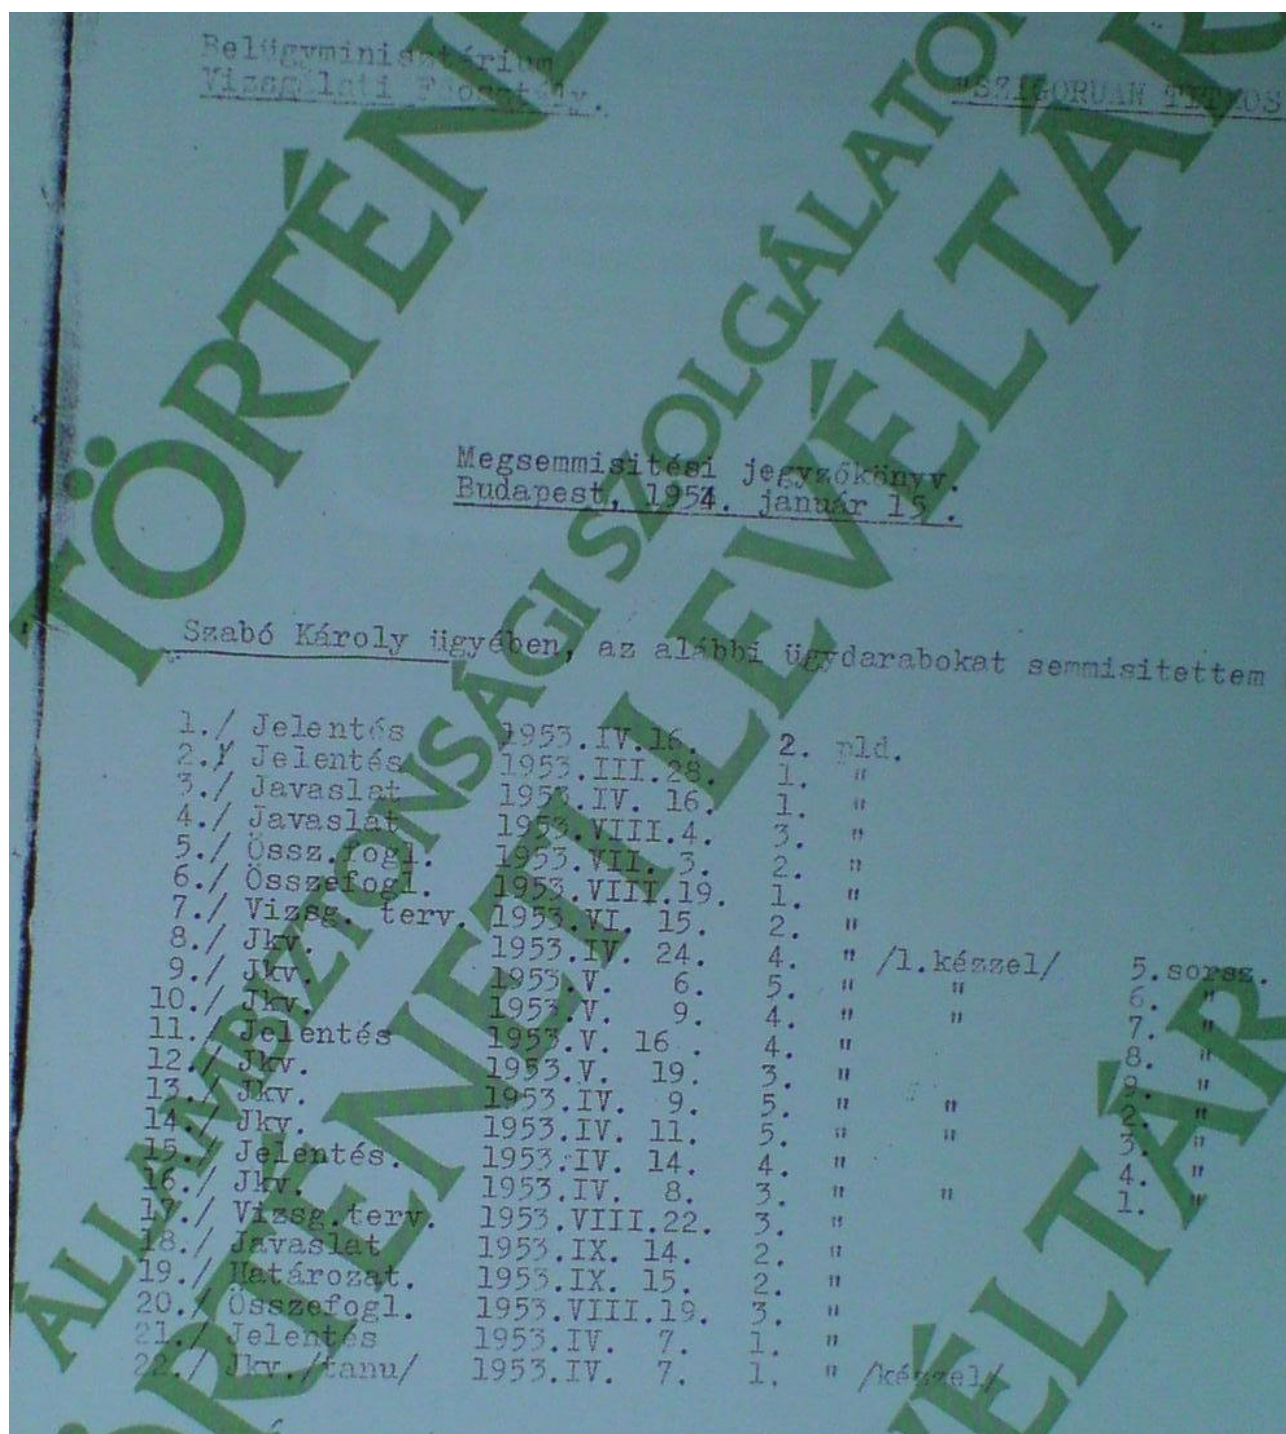 Belügyminisztérium
Vizsgálati Főosztály.
"SZIGORUAN TITKOS
Megsemmisitési jegyzőkönyv.
Budapest, 1954. január 15.
Szabó Károly ügyében, az alábbi ügydarabokat semmisitettem
1./ Jelentés 1953.IV.16. 2. pld.
2./ Jelentés 1953.III.28. 1. "
3./ Javaslat 1953.IV. 16. 1. "
4./ Javaslat 1953.VIII.4. 3. "
5./ Össz.fogl. 1953.VII. 3. 2. "
6./ Összefogl. 1953.VIII.19. 1. "
7./ Vizsg. terv. 1953.VI. 15. 2. "
8./ Jkv. 1953.IV. 24. 4. " /1.kézzel/ 5.sorsz.
9./ Jkv. 1953.V. 6. 5. " " 6. "
10./ Jkv. 1953.V. 9. 4. " " 7. "
11./ Jelentés 1953.V. 16 . 4. " 8. "
12./ Jkv. 1953.V. 19. 3. " 9. "
13./ Jkv. 1953.IV. 9. 5. " " 2. "
14./ Jkv. 1953.IV. 11. 5. " " 3. "
15./ Jelentés. 1953.IV. 14. 4. " 4. "
16./ Jkv. 1953.IV. 8. 3. " " 1. "
17./ Vizsg.terv. 1953.VIII.22. 3. "
18./ Javaslat 1953.IX. 14. 2. "
19./ Határozat. 1953.IX. 15. 2. "
20./ Összefogl. 1953.VIII.19. 3. "
21./ Jelentés 1953.IV. 7. 1. "
22./ Jkv./tanu/ 1953.IV. 7. 1. " /kézzel/
TÖRTÉNE
ÁLLAMBIZTONSÁGI SZOLGÁLATOK
TÖRTÉNETI LEVÉLTÁR
VÉLTÁR